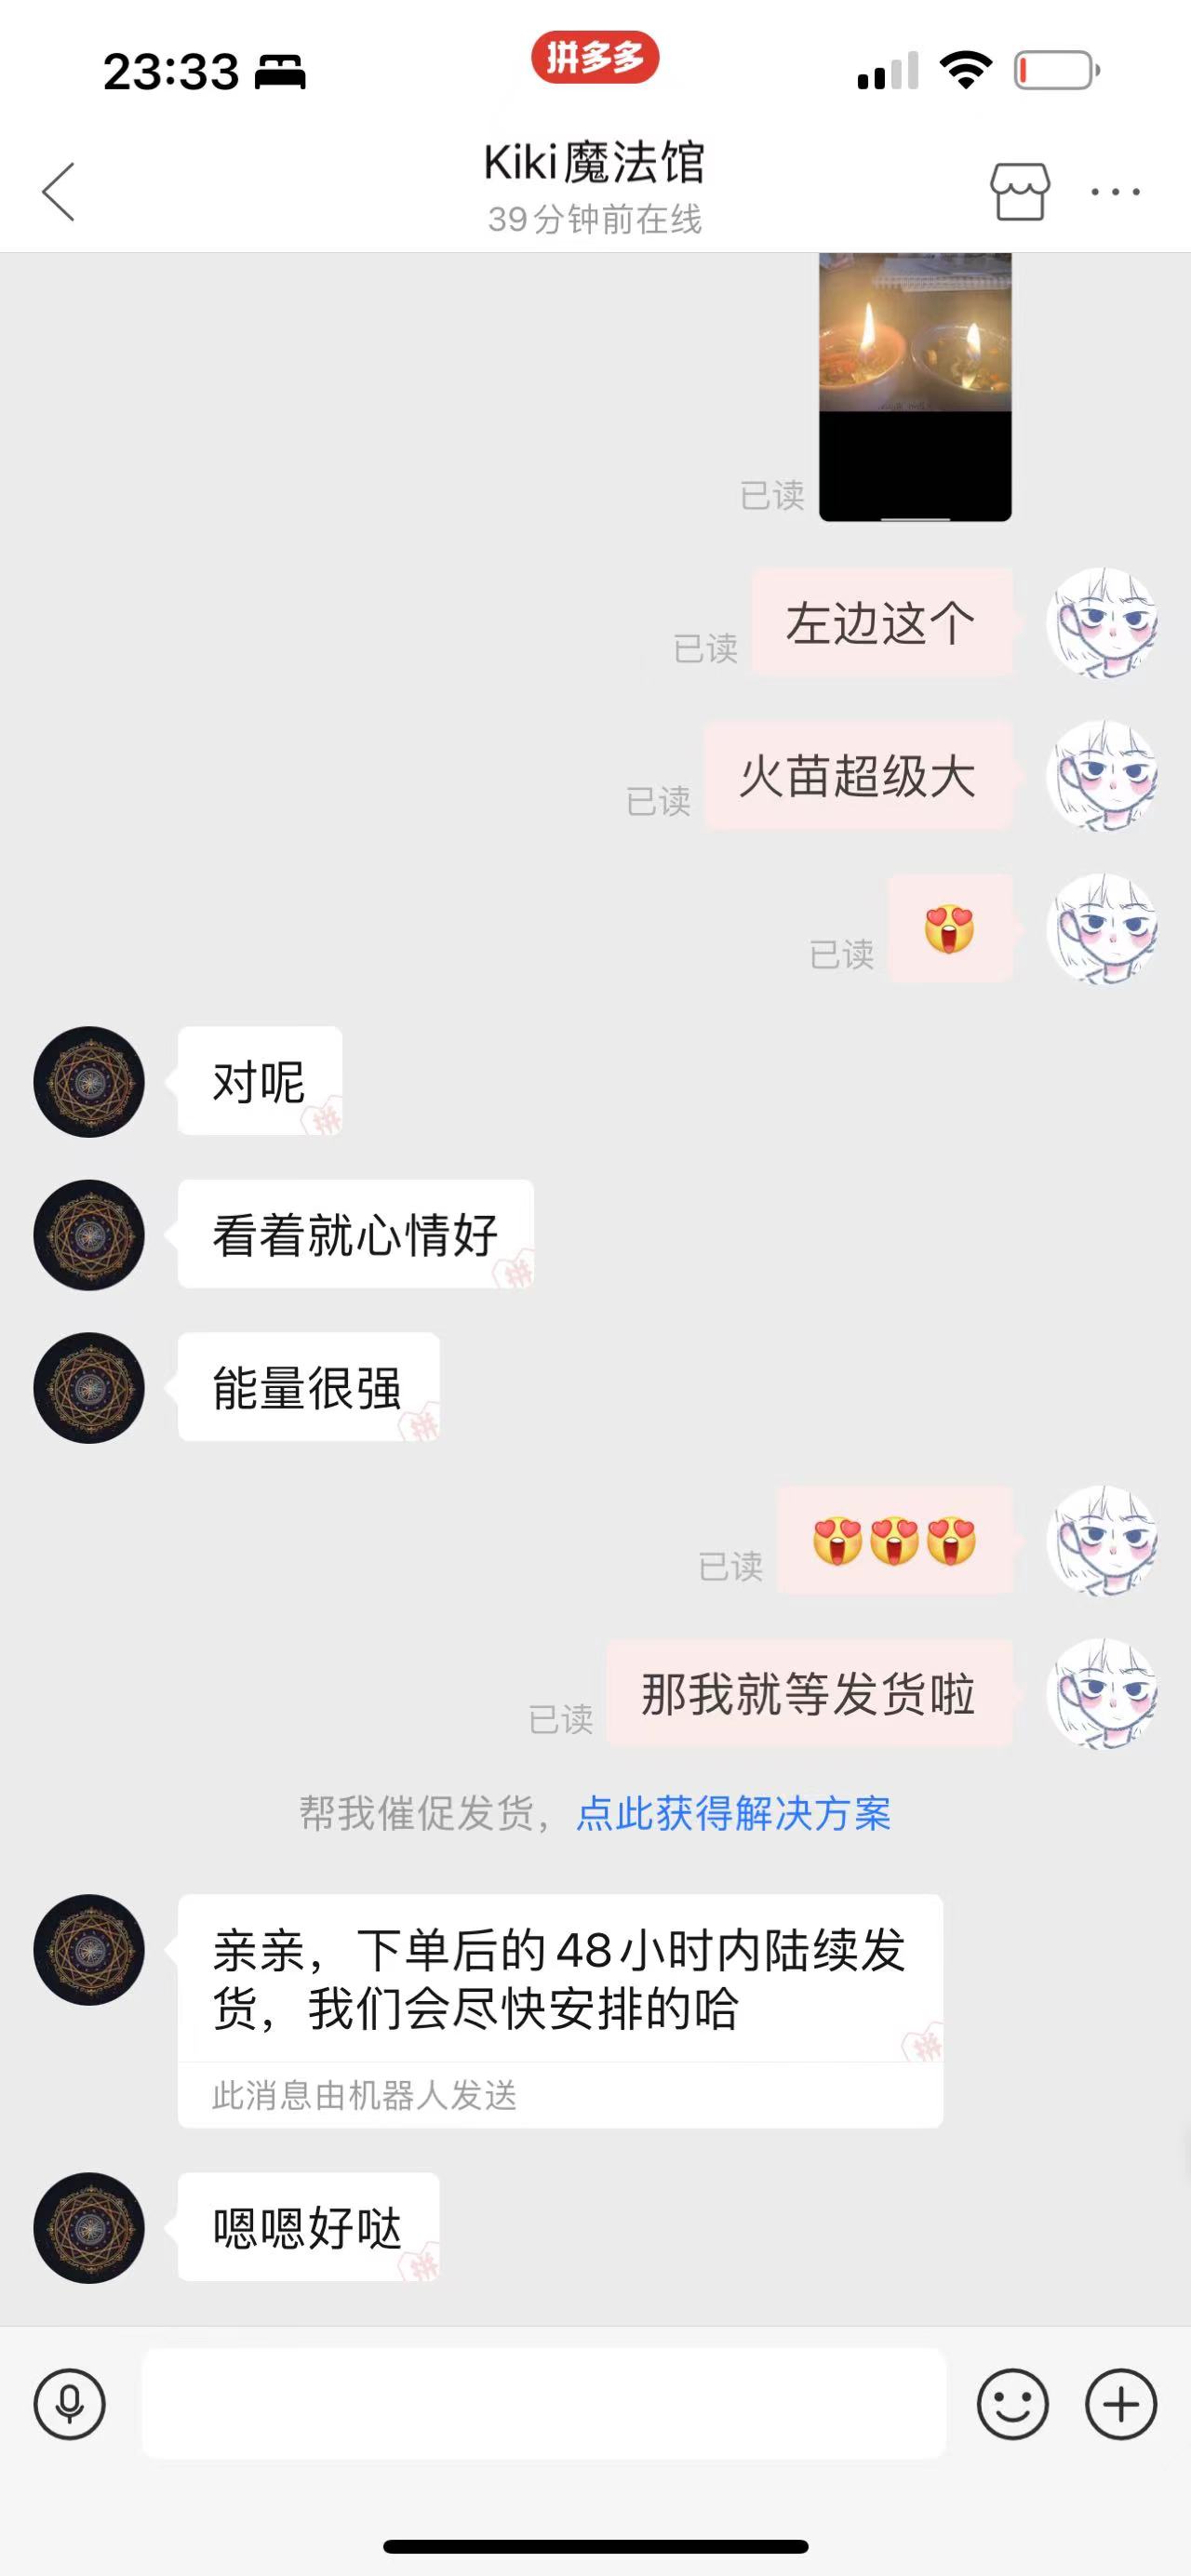 23:33
拼多多
Kiki魔法馆
39分钟前在线
已读
左边这个
已读
火苗超级大
已读
已读
对呢
看着就心情好
能量很强
已读
那我就等发货啦
已读
帮我催促发货，点此获得解决方案
亲亲，下单后的48小时内陆续发
货，我们会尽快安排的哈
此消息由机器人发送
嗯嗯好哒